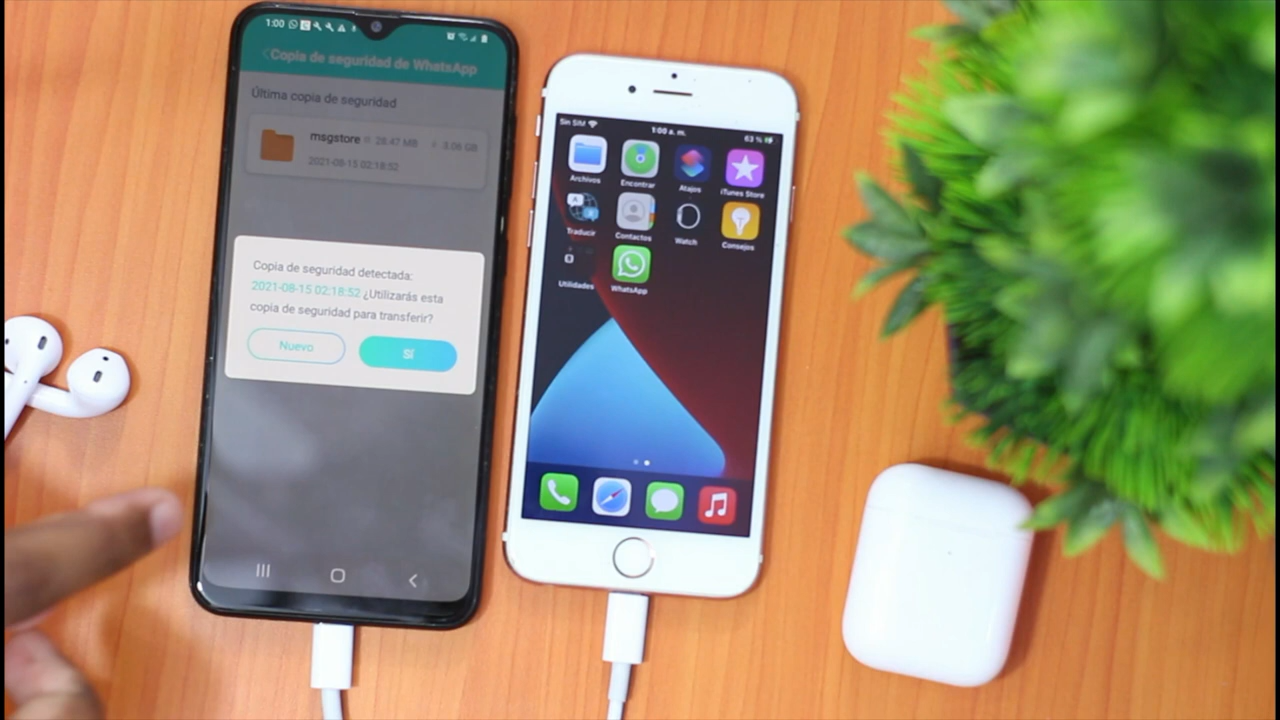 1:00
Copia de seguridad de WhatsApp
Última copia de seguridad
msgstore 28.47 MB 3.06 GB
2021-08-15 02:18:52
Copia de seguridad detectada:
2021-08-15 02:18:52 ¿Utilizarás esta
copia de seguridad para transferir?
Nuevo Sí
Sin SIM 1:00 a. m. 63 %
Archivos Encontrar Atajos iTunes Store
Traducir Contactos Watch Consejos
Utilidades WhatsApp